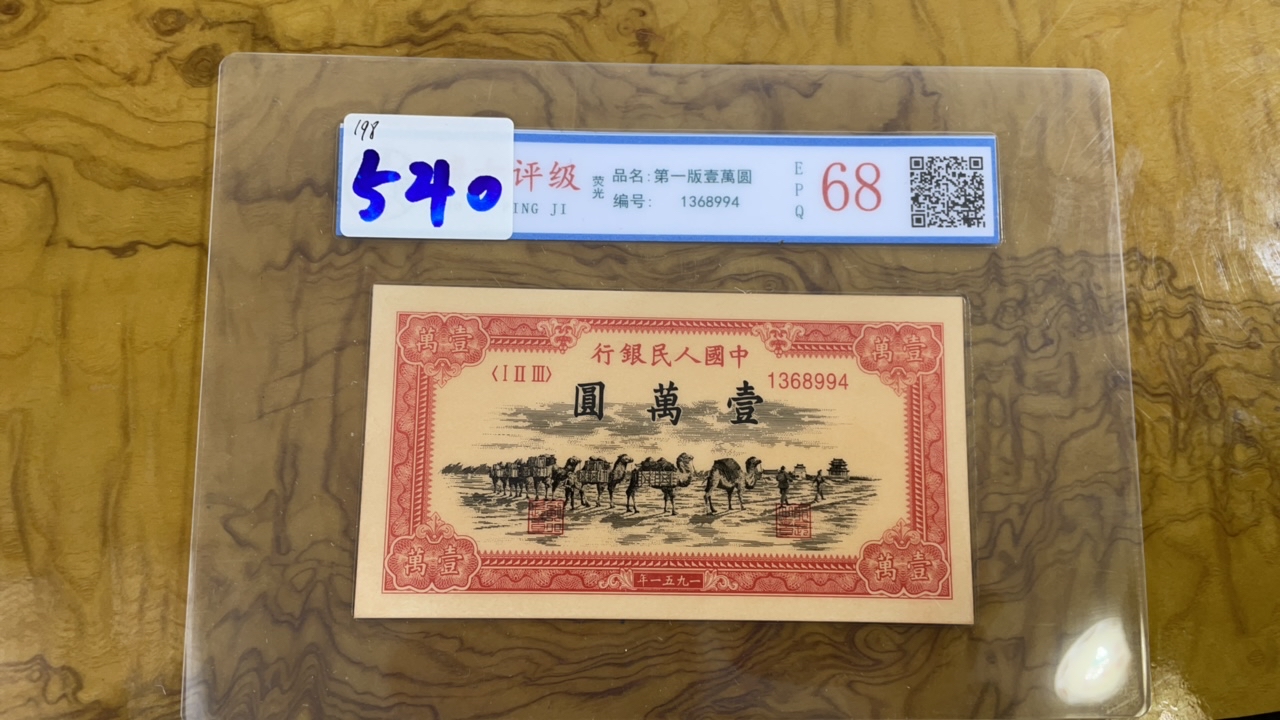 198
540
评级
ING JI
荧光
品名:第一版壹萬圆
编号: 1368994
EPQ
68
萬壹
萬壹
行銀民人國中
〈I II III〉
1368994
圓萬壹
萬壹
萬壹
年一五九一